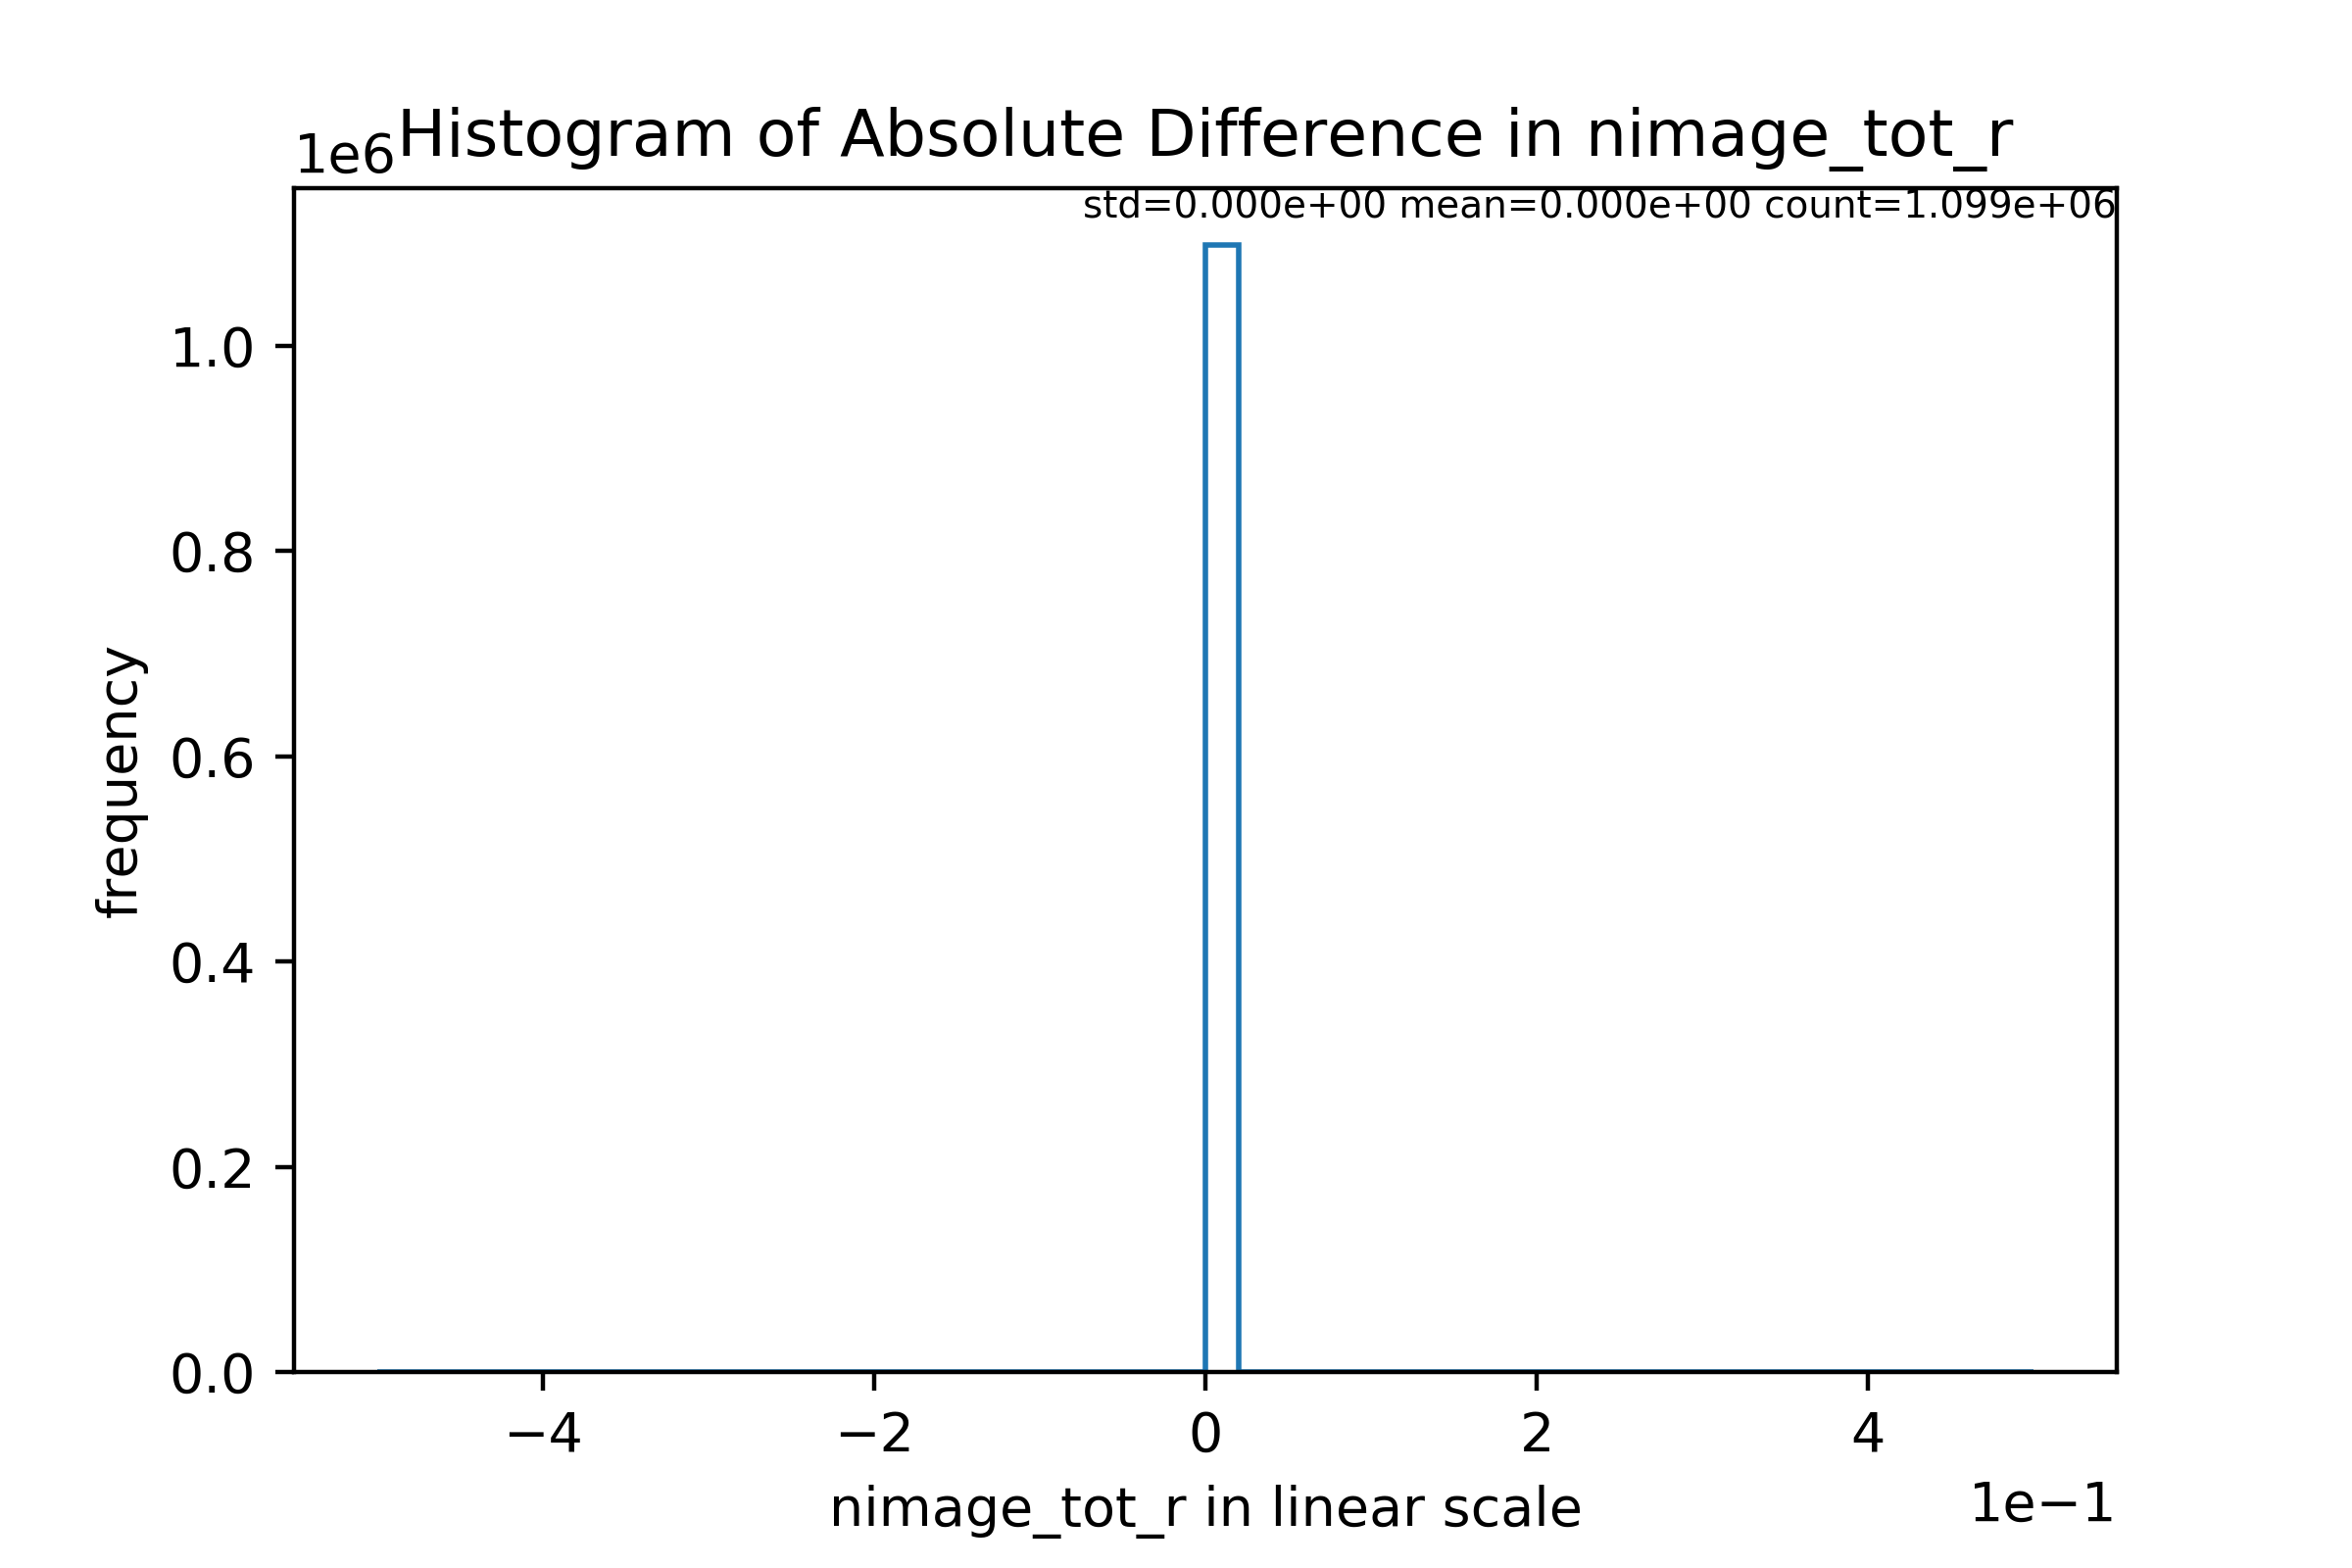 Histogram of Absolute Difference in nimage_tot_r
1e6
std=0.000e+00 mean=0.000e+00 count=1.099e+06
1.0
0.8
0.6
0.4
0.2
0.0
frequency
−4 −2 0 2 4
1e−1
nimage_tot_r in linear scale